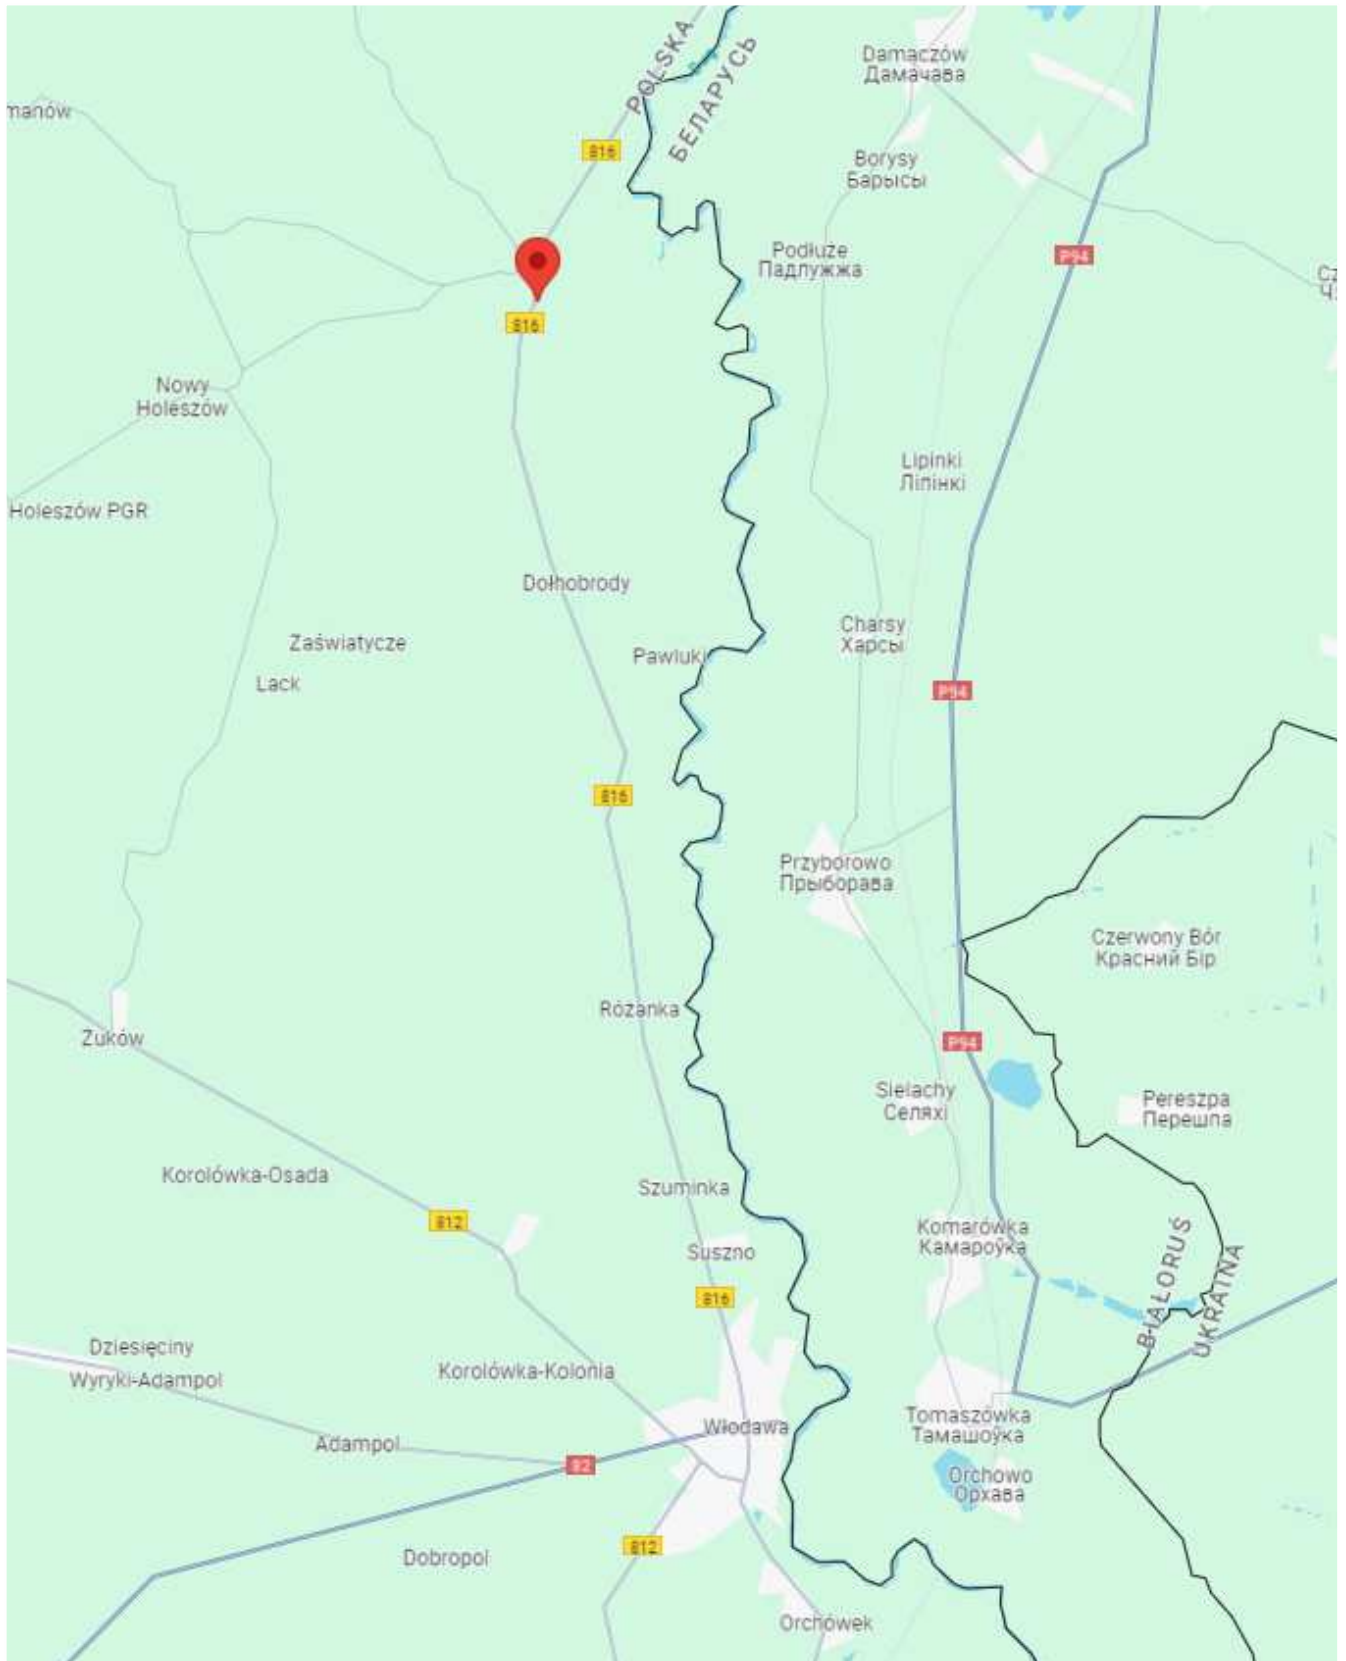 POLSKA
БЕЛАРУСЬ
Damaczów
Дамачава
manów
816
Borysy
Барысы
Podłuże
Падлужжа
P94
816
Nowy
Holeszów
Lipinki
Ліпінкі
Holeszów PGR
Dołhobrody
Charsy
Харсы
Zaświatycze
Pawluki
Lack
P94
816
Przyborowo
Прыборава
Czerwony Bór
Красний Бір
Różanka
Żuków
P94
Sielachy
Селяхі
Pereszpa
Перешпа
Korolówka-Osada
Szuminka
812
Komarówka
Камароўка
Suszno
BIAŁORUŚ
UKRAINA
816
Dziesięciny
Wyryki-Adampol
Korolówka-Kolonia
Włodawa
Tomaszówka
Тамашоўка
Adampol
82
Orchowo
Орхава
812
Dobropol
Orchówek